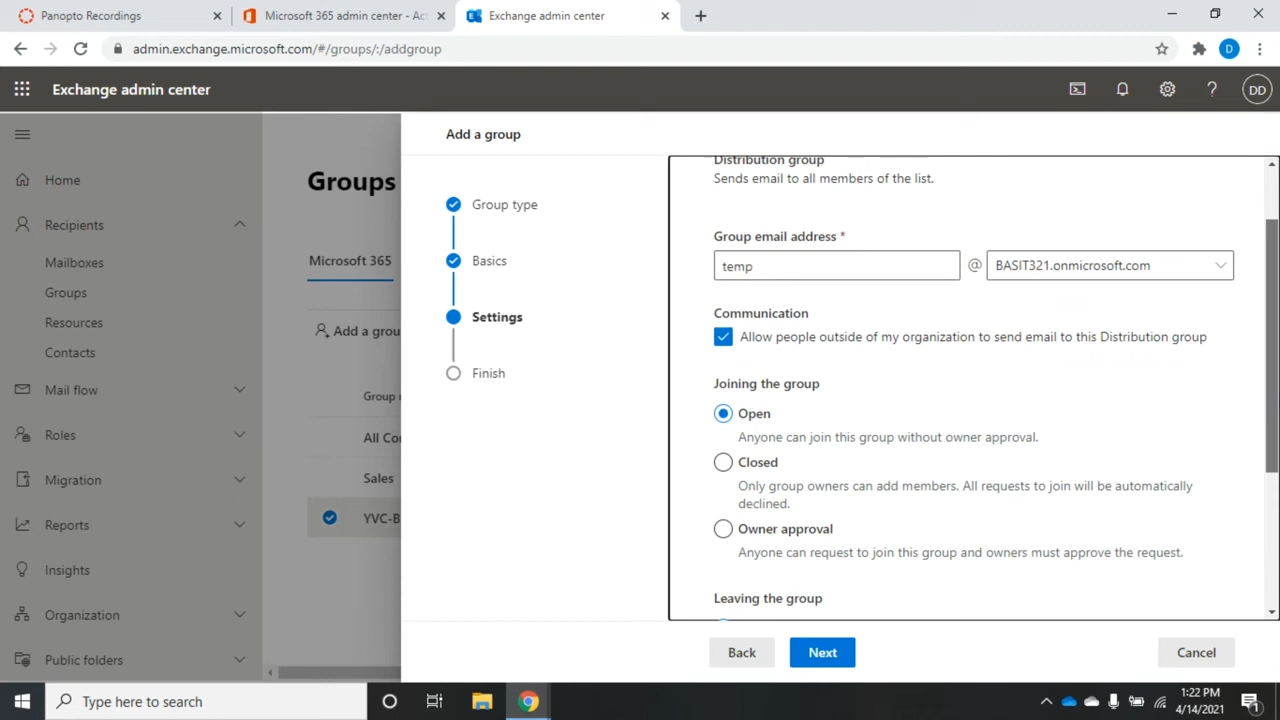 Panopto Recordings
Microsoft 365 admin center - Act
Exchange admin center
admin.exchange.microsoft.com/#/groups/:/addgroup
D
Exchange admin center
?
DD
Home
Recipients
Mailboxes
Groups
Resources
Contacts
Mail flow
Roles
Migration
Reports
Insights
Organization
Public folders
Groups
Microsoft 365
Add a grou
Group
All Co
Sales
YVC-B
Add a group
Group type
Basics
Settings
Finish
Distribution group
Sends email to all members of the list.
Group email address *
temp
@
BASIT321.onmicrosoft.com
Communication
Allow people outside of my organization to send email to this Distribution group
Joining the group
Open
Anyone can join this group without owner approval.
Closed
Only group owners can add members. All requests to join will be automatically
declined.
Owner approval
Anyone can request to join this group and owners must approve the request.
Leaving the group
Back
Next
Cancel
Type here to search
1:22 PM
4/14/2021
1